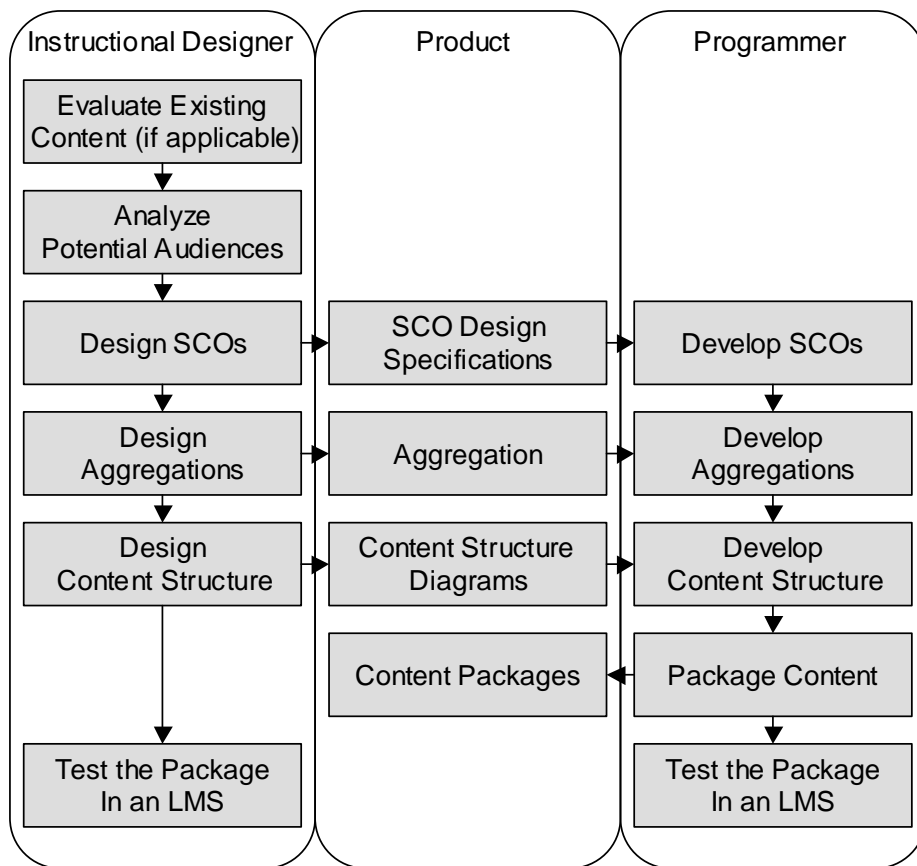 Instructional Designer
Product
Programmer
Evaluate Existing
Content (if applicable)
Analyze
Potential Audiences
Design SCOs
SCO Design
Specifications
Develop SCOs
Design
Aggregations
Aggregation
Develop
Aggregations
Design
Content Structure
Content Structure
Diagrams
Develop
Content Structure
Content Packages
Package Content
Test the Package
In an LMS
Test the Package
In an LMS